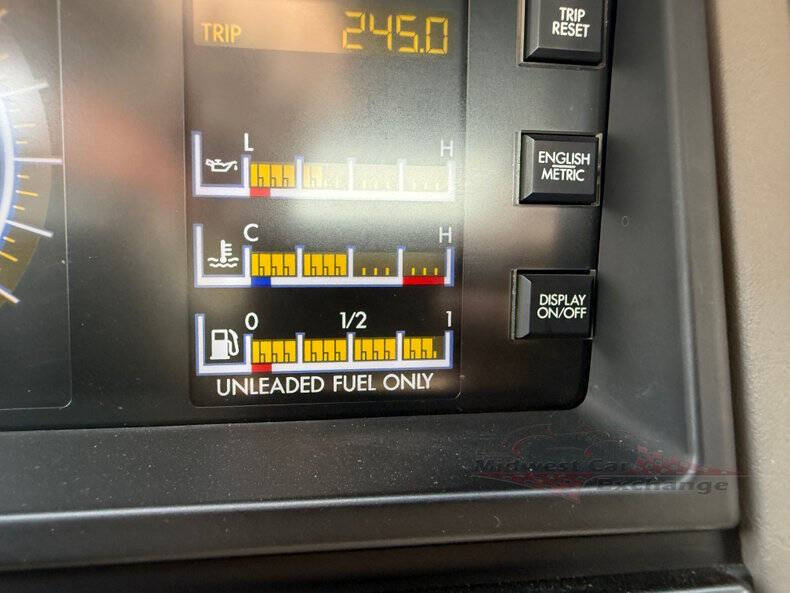 TRIP 245.0
TRIP
RESET
L H
ENGLISH
METRIC
C H
DISPLAY
ON/OFF
0 1/2 1
UNLEADED FUEL ONLY
Midwest Car
Exchange